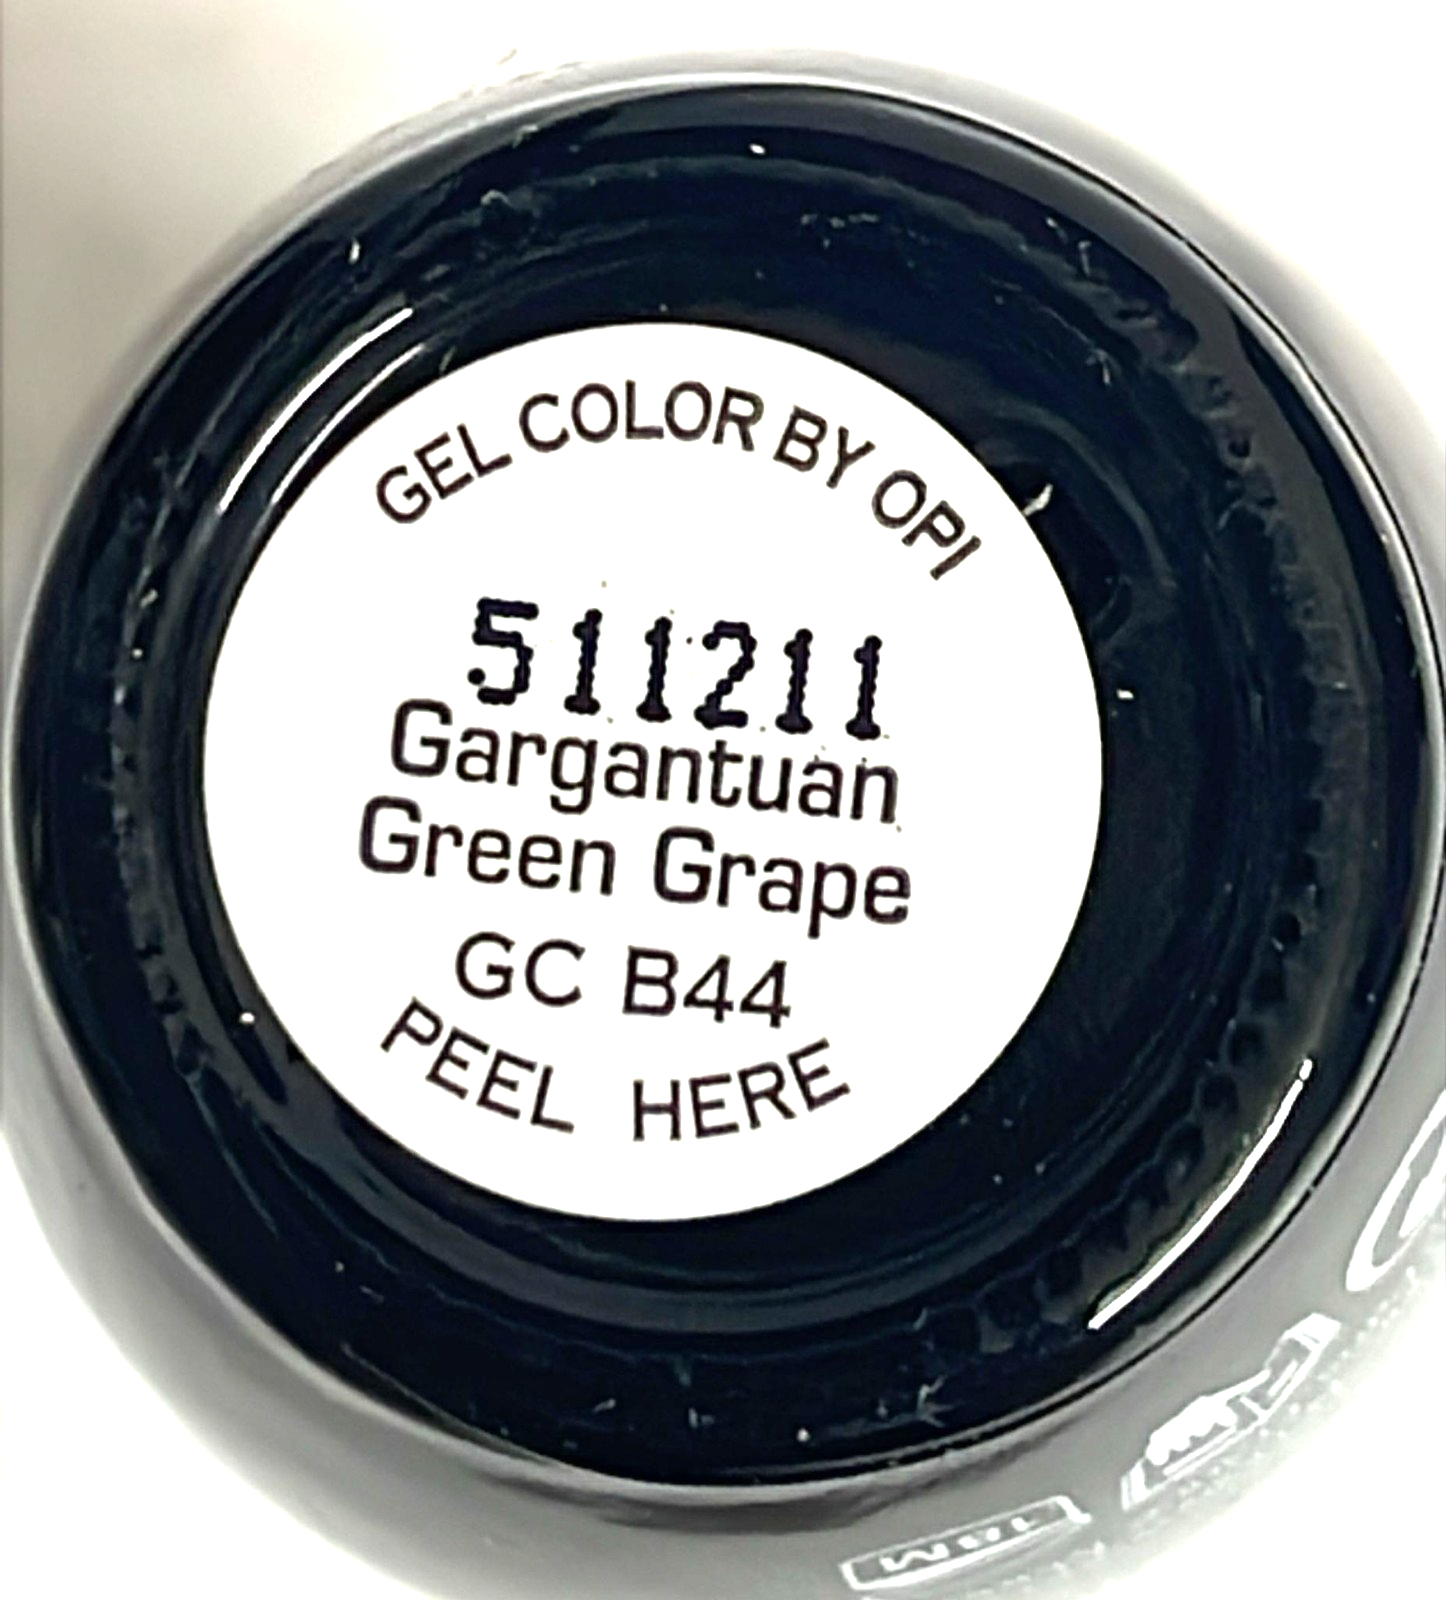 GEL COLOR BY OPI
511211
Gargantuan
Green Grape
GC B44
PEEL HERE